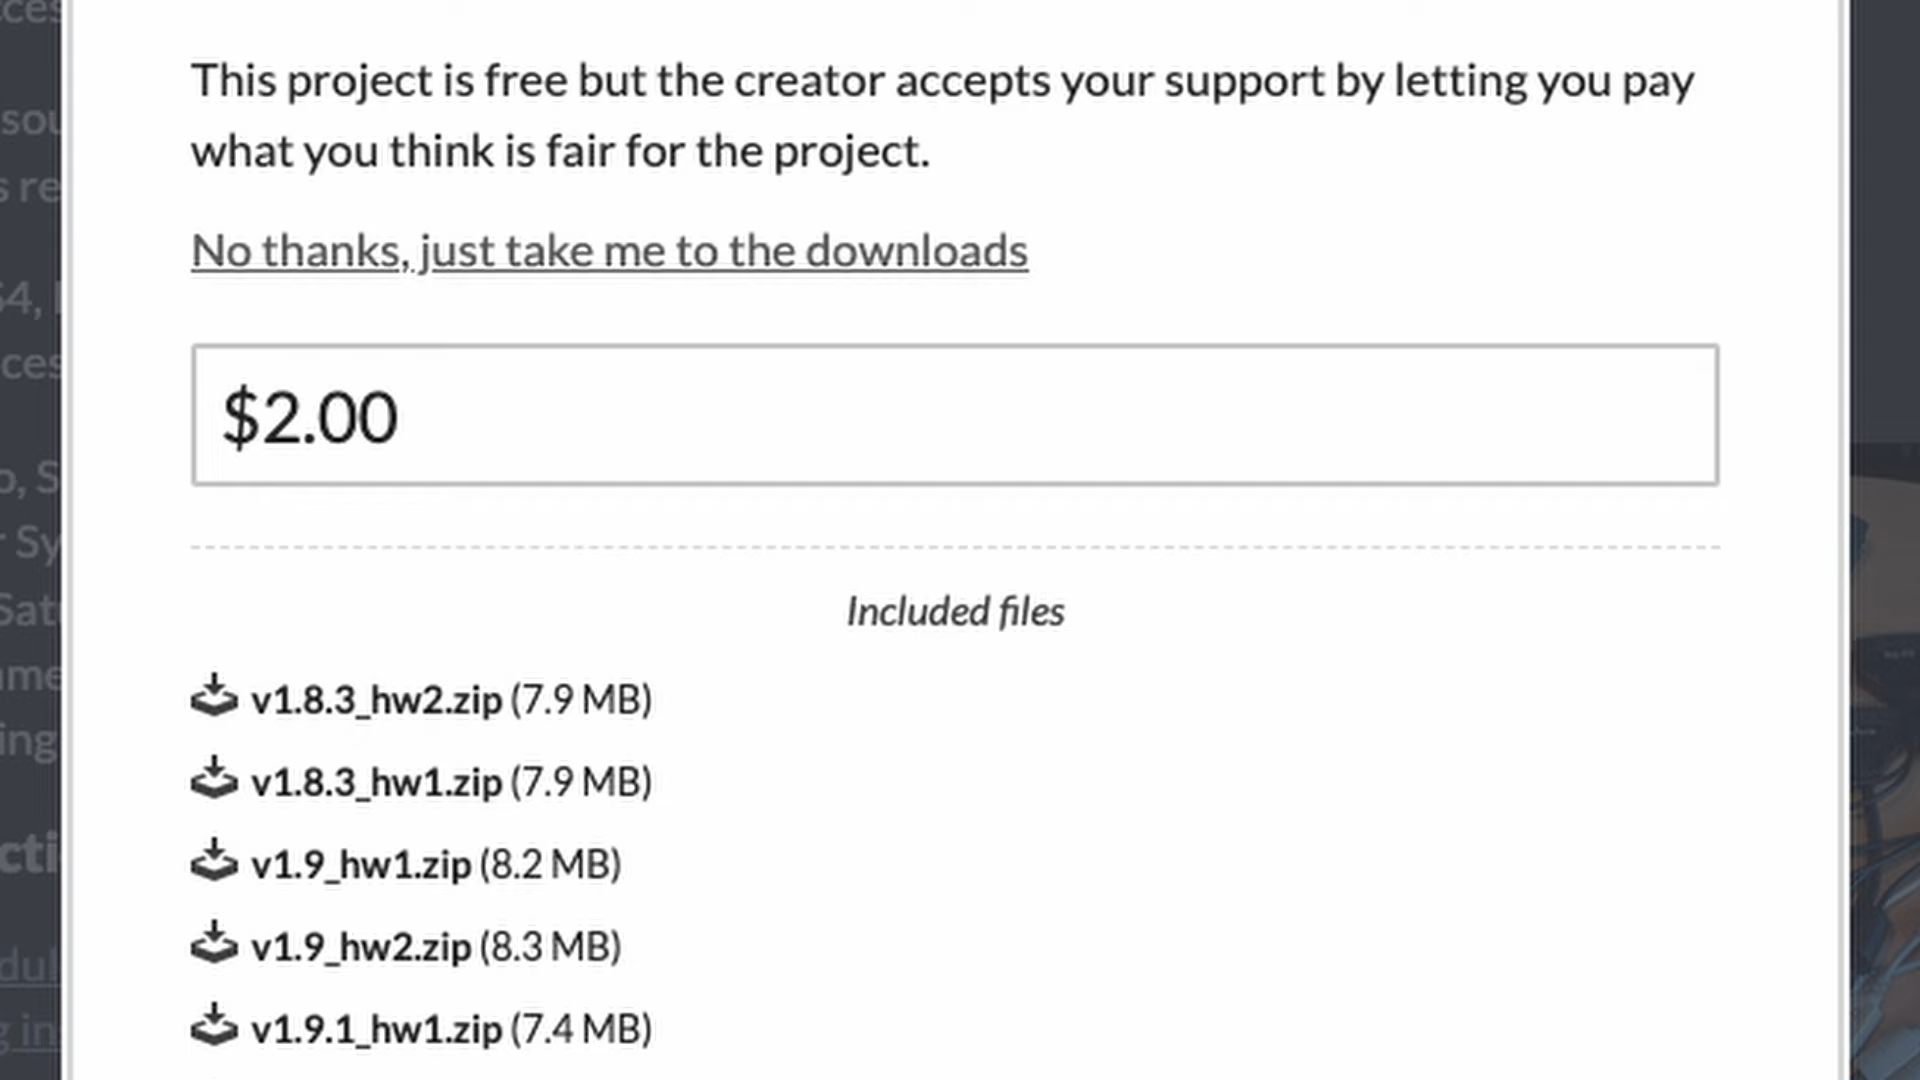 This project is free but the creator accepts your support by letting you pay
what you think is fair for the project.
No thanks, just take me to the downloads
$2.00
Included files
v1.8.3_hw2.zip (7.9 MB)
v1.8.3_hw1.zip (7.9 MB)
v1.9_hw1.zip (8.2 MB)
v1.9_hw2.zip (8.3 MB)
v1.9.1_hw1.zip (7.4 MB)